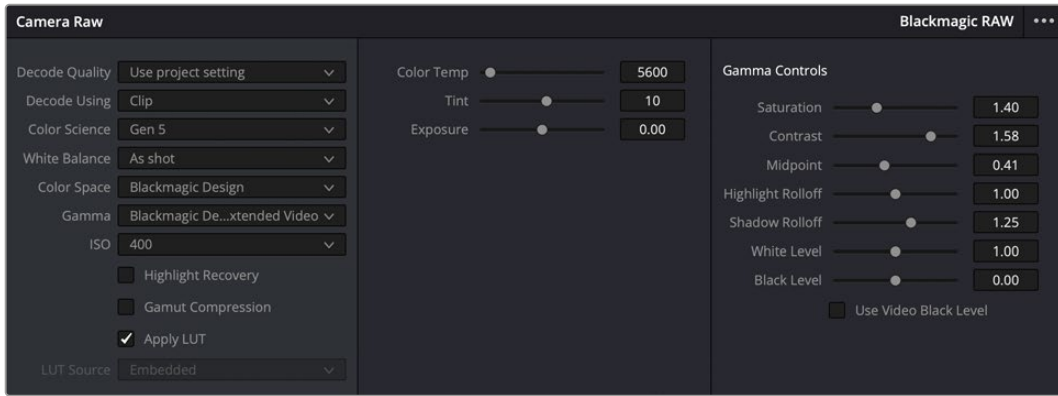 Camera Raw
Blackmagic RAW
Decode Quality Use project setting
Decode Using Clip
Color Science Gen 5
White Balance As shot
Color Space Blackmagic Design
Gamma Blackmagic De...xtended Video
ISO 400
Highlight Recovery
Gamut Compression
Apply LUT
LUT Source Embedded
Color Temp 5600
Tint 10
Exposure 0.00
Gamma Controls
Saturation 1.40
Contrast 1.58
Midpoint 0.41
Highlight Rolloff 1.00
Shadow Rolloff 1.25
White Level 1.00
Black Level 0.00
Use Video Black Level